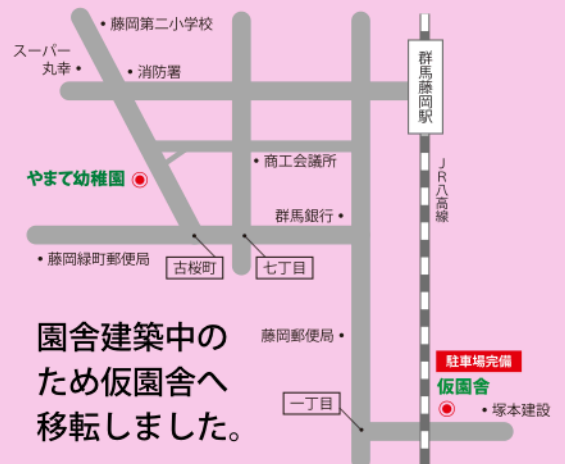 ・藤岡第二小学校
スーパー
丸幸・
・消防署
群馬藤岡駅
・商工会議所
JR八高線
やまて幼稚園
群馬銀行・
・藤岡緑町郵便局
古桜町
七丁目
園舎建築中の
ため仮園舎へ
移転しました。
藤岡郵便局・
駐車場完備
仮園舎
一丁目
・塚本建設